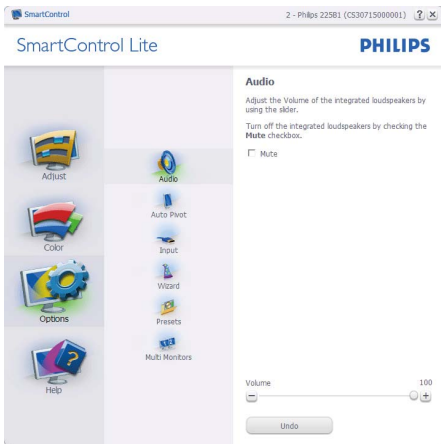 SmartControl
2 - Philips 225B1 (CS30715000001)
SmartControl Lite
PHILIPS
Adjust
Color
Options
Help
Audio
Auto Pivot
Input
Wizard
Presets
Multi Monitors
Audio
Adjust the Volume of the integrated loudspeakers by
using the slider.
Turn off the integrated loudspeakers by checking the
Mute checkbox.
Mute
Volume
100
Undo